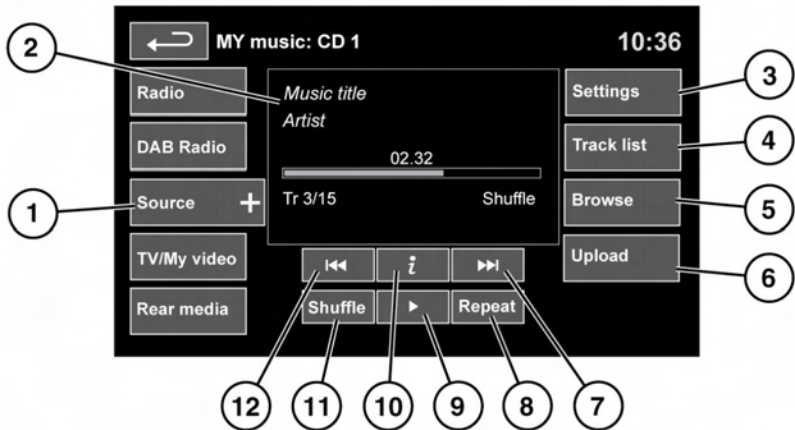 MY music: CD 1
10:36
2
Radio
Music title
Settings
3
Artist
DAB Radio
02.32
Track list
4
1
Source +
Tr 3/15
Shuffle
Browse
5
TV/My video
i
Upload
6
Rear media
Shuffle
Repeat
12
11
10
9
8
7